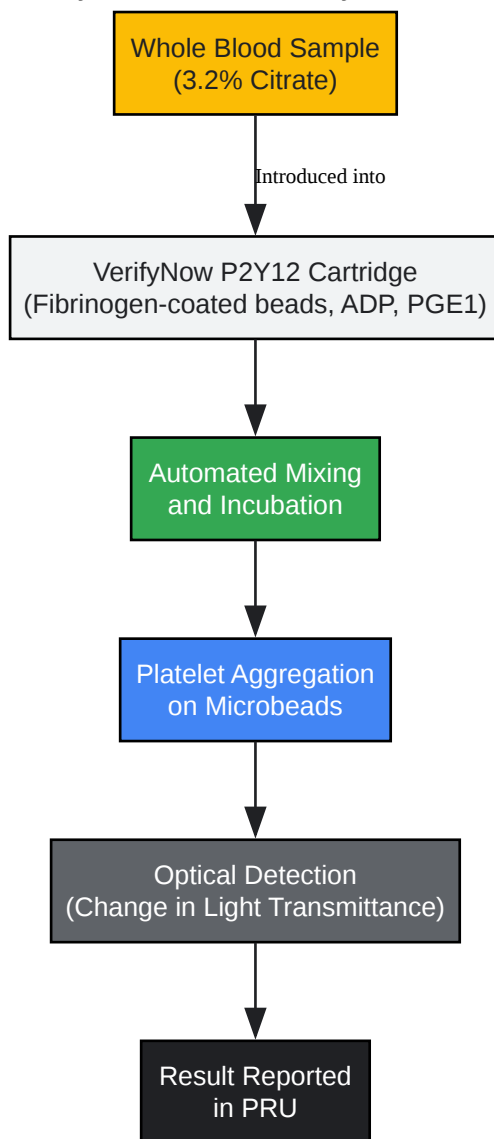 Whole Blood Sample
(3.2% Citrate)
Introduced into
VerifyNow P2Y12 Cartridge
(Fibrinogen-coated beads, ADP, PGE1)
Automated Mixing
and Incubation
Platelet Aggregation
on Microbeads
Optical Detection
(Change in Light Transmittance)
Result Reported
in PRU